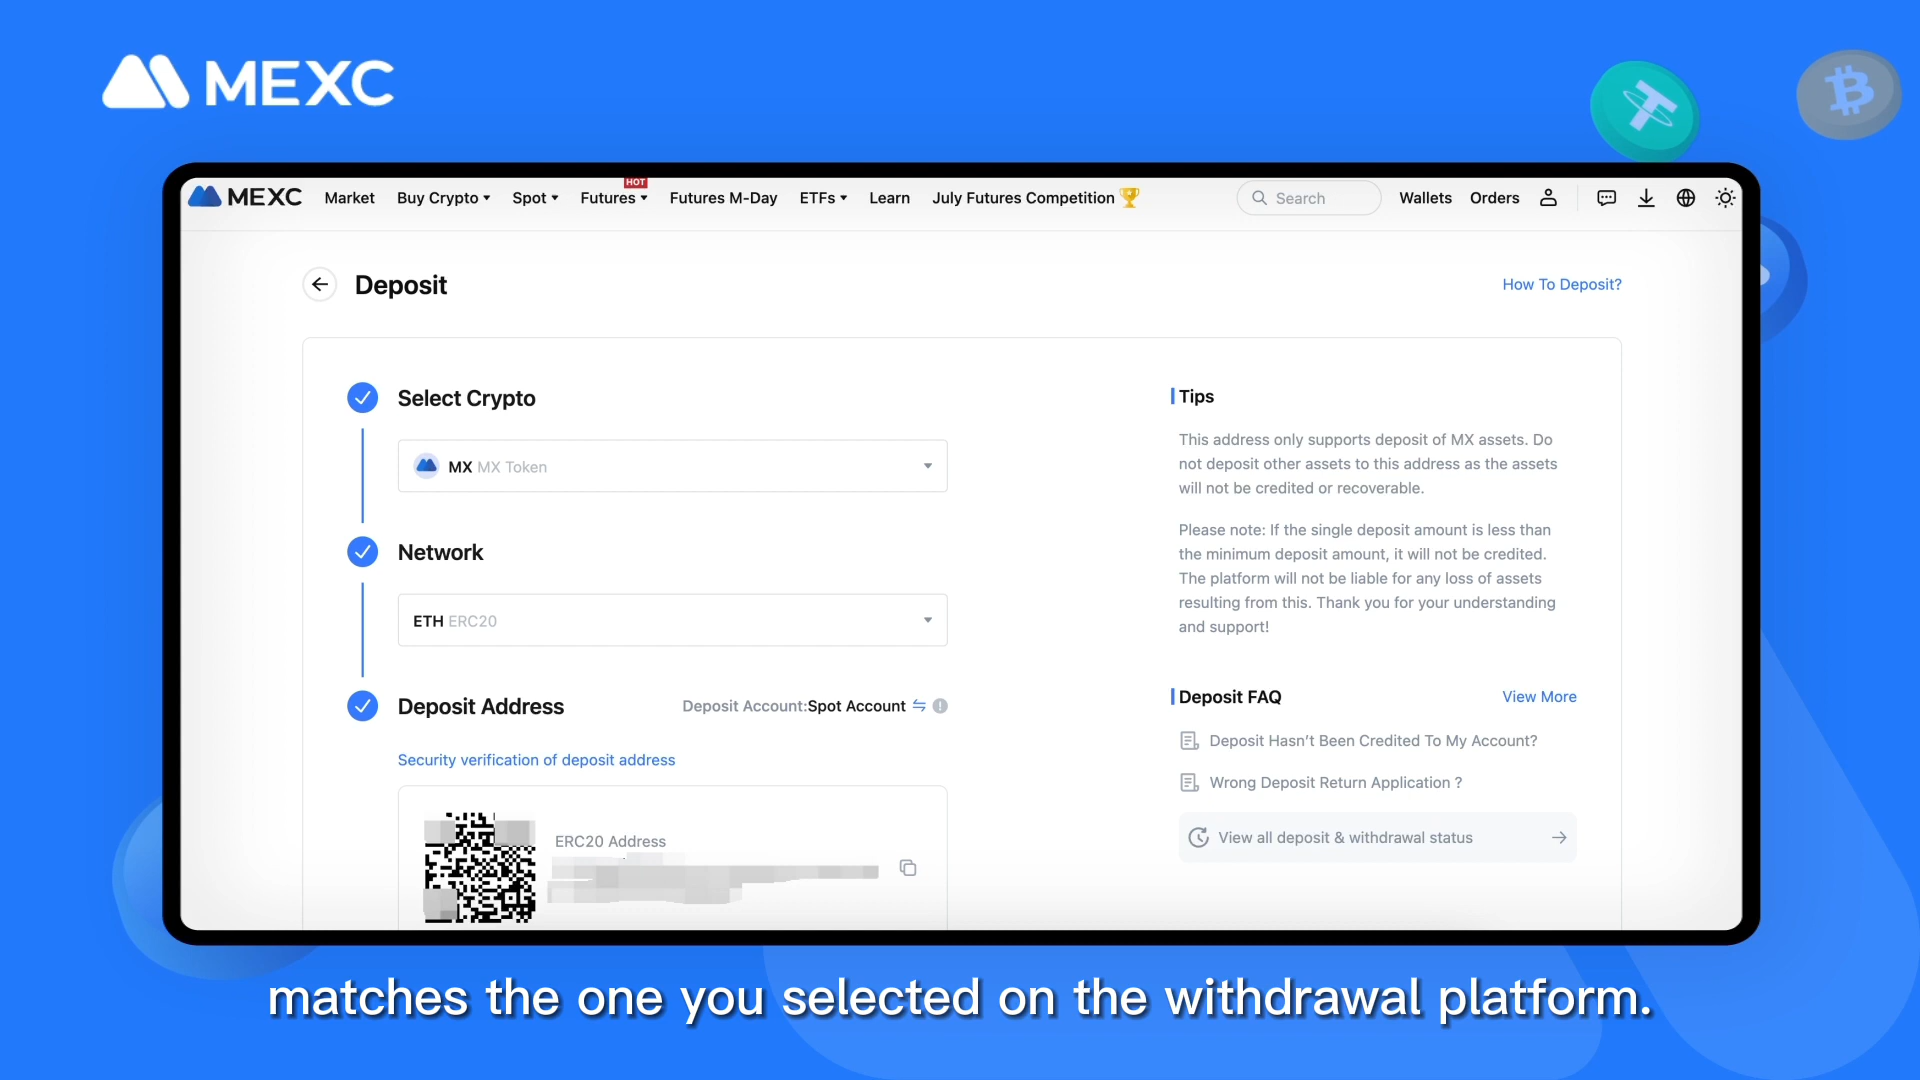 MEXC
MEXC Market Buy Crypto Spot Futures HOT Futures M-Day ETFs Learn July Futures Competition Search Wallets Orders
Deposit
How To Deposit?
Select Crypto
MX MX Token
Network
ETH ERC20
Deposit Address Deposit Account:Spot Account
Security verification of deposit address
ERC20 Address
Tips
This address only supports deposit of MX assets. Do
not deposit other assets to this address as the assets
will not be credited or recoverable.
Please note: If the single deposit amount is less than
the minimum deposit amount, it will not be credited.
The platform will not be liable for any loss of assets
resulting from this. Thank you for your understanding
and support!
Deposit FAQ View More
Deposit Hasn't Been Credited To My Account?
Wrong Deposit Return Application ?
View all deposit & withdrawal status
matches the one you selected on the withdrawal platform.